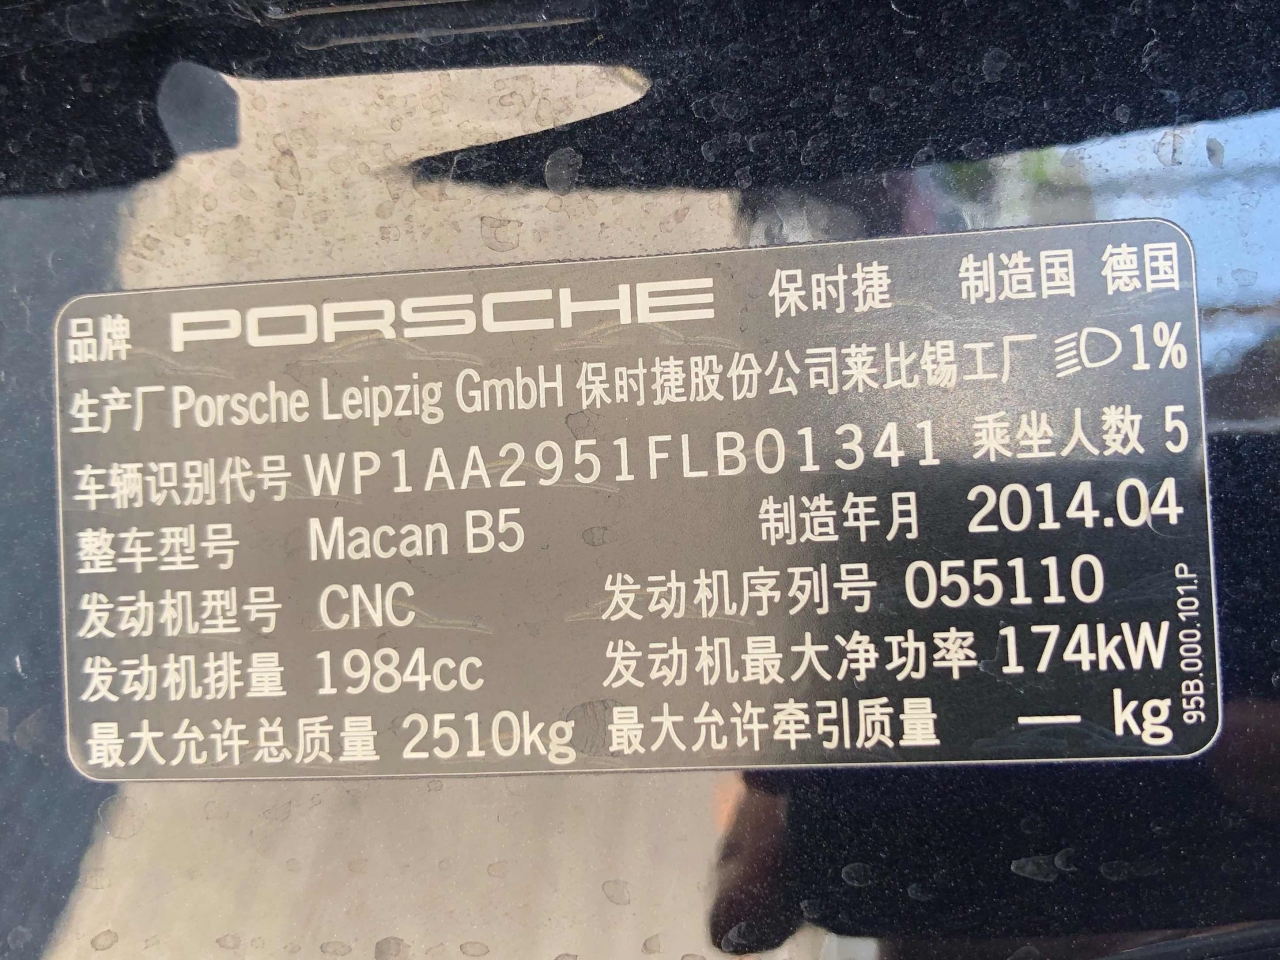 品牌 PORSCHE 保时捷 制造国 德国
生产厂 Porsche Leipzig GmbH 保时捷股份公司莱比锡工厂 1%
车辆识别代号 WP1AA2951FLB01341 乘坐人数 5
整车型号 Macan B5 制造年月 2014.04
发动机型号 CNC 发动机序列号 055110
发动机排量 1984cc 发动机最大净功率 174kW
最大允许总质量 2510kg 最大允许牵引质量 — kg
95B.000.101.P